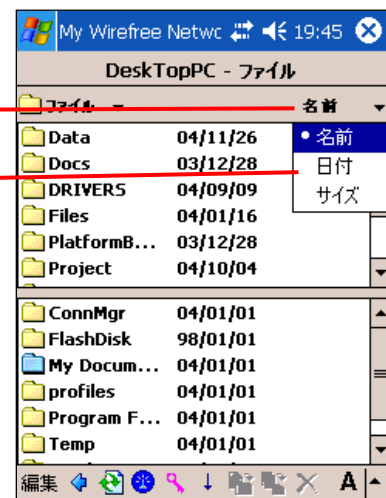 My Wirefree Netwc 19:45
DeskTopPC - ファイル
ファイル 名前
Data 04/11/26
Docs 03/12/28
DRIVERS 04/09/09
Files 04/01/16
PlatformB... 03/12/28
Project 04/10/04
名前
日付
サイズ
ConnMgr 04/01/01
FlashDisk 98/01/01
My Docum... 04/01/01
profiles 04/01/01
Program F... 04/01/01
Temp 04/01/01
編集 A